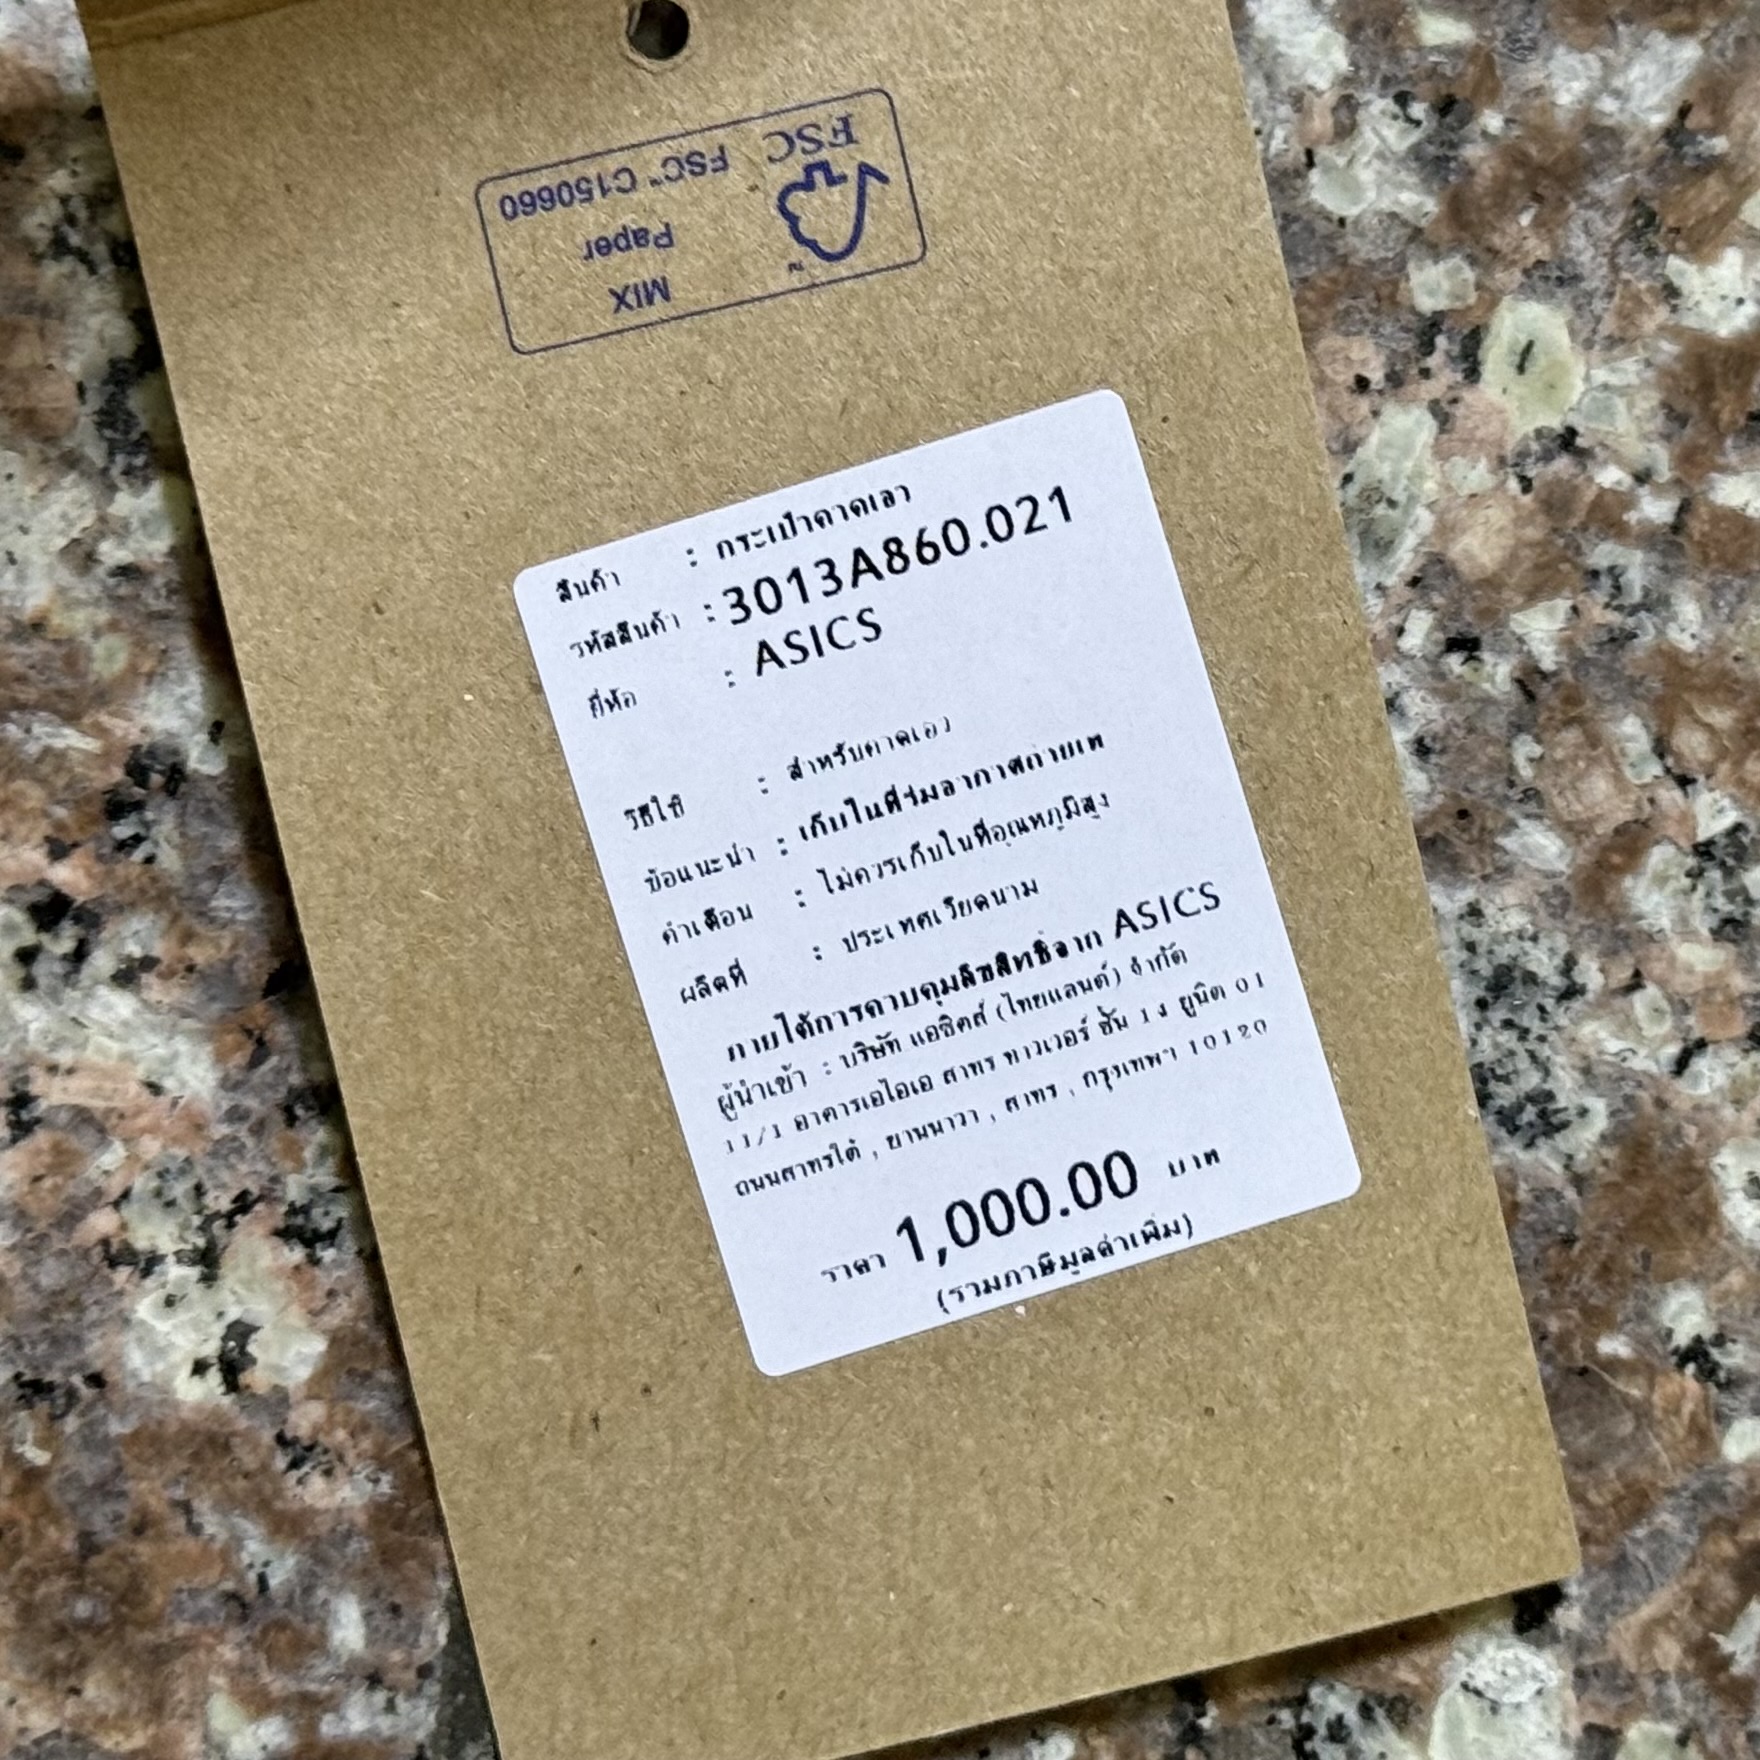 FSC
FSC™ C150660
Paper
MIX
สินค้า : กระเป๋าคาดเอว
รหัสสินค้า : 3013A860.021
ยี่ห้อ : ASICS
วิธีใช้ : สำหรับคาดเอว
ข้อแนะนำ : เก็บในที่ร่มอากาศถ่ายเท
คำเตือน : ไม่ควรเก็บในที่อุณหภูมิสูง
ผลิตที่ : ประเทศเวียดนาม
ภายใต้การควบคุมลิขสิทธิ์จาก ASICS
ผู้นำเข้า : บริษัท แอซิคส์ (ไทยแลนด์) จำกัด
11/1 อาคารเอไอเอ สาทร ทาวเวอร์ ชั้น 14 ยูนิต 01
ถนนสาทรใต้ , ยานนาวา , สาทร , กรุงเทพฯ 10120
ราคา 1,000.00 บาท
(รวมภาษีมูลค่าเพิ่ม)